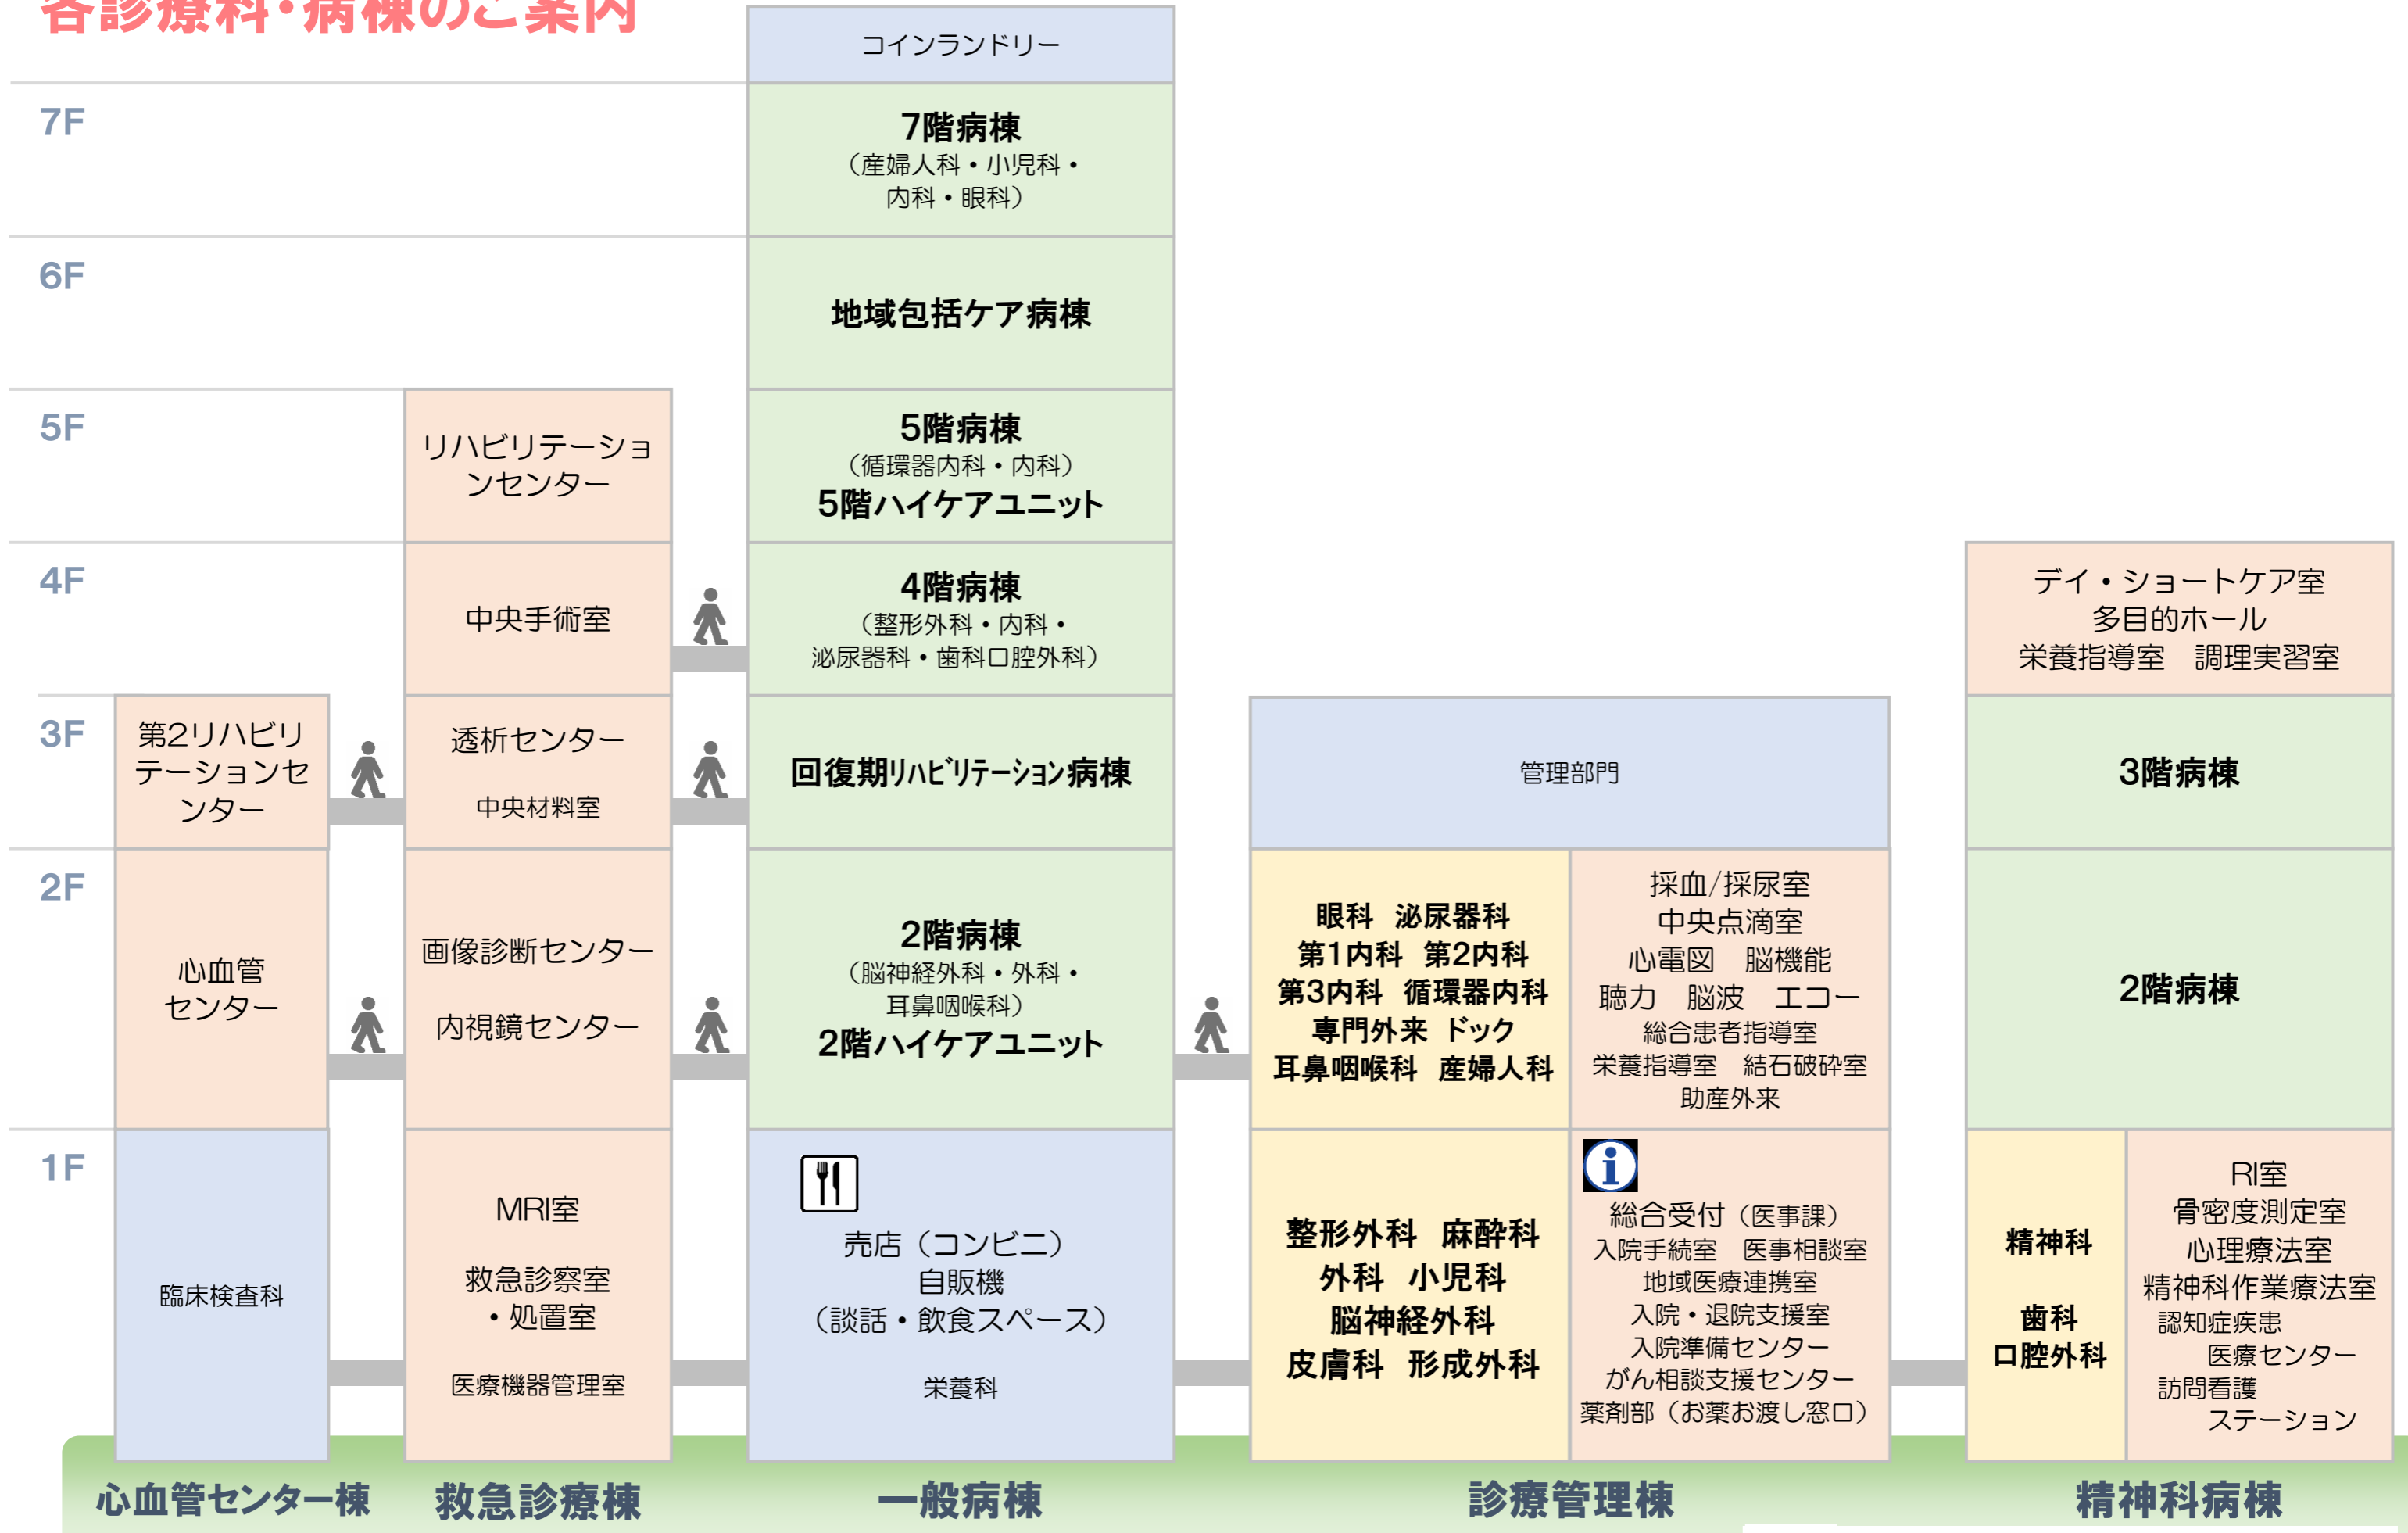 各診療科・病棟のご案内
コインランドリー
7F
7階病棟
（産婦人科・小児科・
内科・眼科）
6F
地域包括ケア病棟
5F
リハビリテーショ
ンセンター
5階病棟
（循環器内科・内科）
5階ハイケアユニット
4F
中央手術室
4階病棟
（整形外科・内科・
泌尿器科・歯科口腔外科）
デイ・ショートケア室
多目的ホール
栄養指導室　調理実習室
3F
第2リハビリ
テーションセ
ンター
透析センター
中央材料室
回復期ﾘﾊﾋﾞﾘﾃｰｼｮﾝ病棟
管理部門
3階病棟
2F
心血管
センター
画像診断センター
内視鏡センター
2階病棟
（脳神経外科・外科・
耳鼻咽喉科）
2階ハイケアユニット
眼科　泌尿器科
第1内科　第2内科
第3内科　循環器内科
専門外来　ドック
耳鼻咽喉科　産婦人科
採血/採尿室
中央点滴室
心電図　脳機能
聴力　脳波　エコー
総合患者指導室
栄養指導室　結石破砕室
助産外来
2階病棟
1F
臨床検査科
MRI室
救急診察室
・処置室
医療機器管理室
売店（コンビニ）
自販機
（談話・飲食スペース）
栄養科
整形外科　麻酔科
外科　小児科
脳神経外科
皮膚科　形成外科
i
総合受付（医事課）
入院手続室　医事相談室
地域医療連携室
入院・退院支援室
入院準備センター
がん相談支援センター
薬剤部（お薬お渡し窓口）
精神科
歯科
口腔外科
RI室
骨密度測定室
心理療法室
精神科作業療法室
認知症疾患
医療センター
訪問看護
ステーション
心血管センター棟
救急診療棟
一般病棟
診療管理棟
精神科病棟